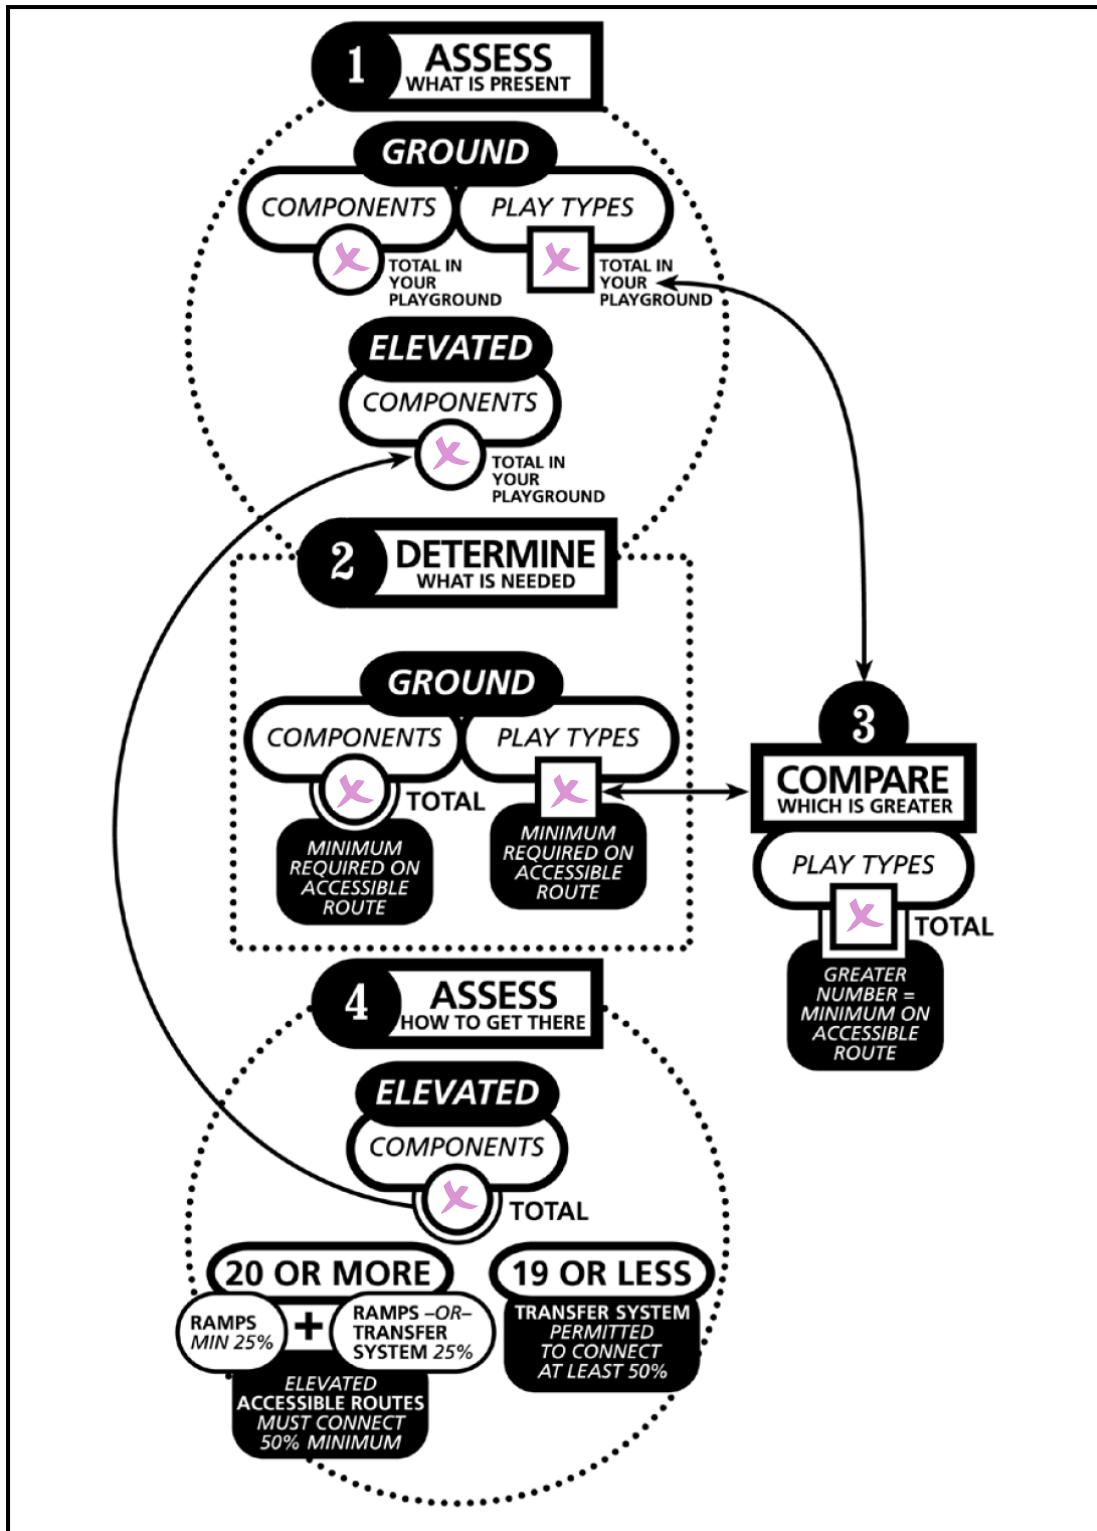 1
ASSESS
WHAT IS PRESENT
GROUND
COMPONENTS
PLAY TYPES
X
TOTAL IN
YOUR
PLAYGROUND
X
TOTAL IN
YOUR
PLAYGROUND
ELEVATED
COMPONENTS
X
TOTAL IN
YOUR
PLAYGROUND
2
DETERMINE
WHAT IS NEEDED
GROUND
COMPONENTS
PLAY TYPES
X
TOTAL
MINIMUM
REQUIRED ON
ACCESSIBLE
ROUTE
X
MINIMUM
REQUIRED ON
ACCESSIBLE
ROUTE
3
COMPARE
WHICH IS GREATER
PLAY TYPES
X
TOTAL
GREATER
NUMBER =
MINIMUM ON
ACCESSIBLE
ROUTE
4
ASSESS
HOW TO GET THERE
ELEVATED
COMPONENTS
X
TOTAL
20 OR MORE
RAMPS
MIN 25%
+
RAMPS –OR–
TRANSFER
SYSTEM 25%
ELEVATED
ACCESSIBLE ROUTES
MUST CONNECT
50% MINIMUM
19 OR LESS
TRANSFER SYSTEM
PERMITTED
TO CONNECT
AT LEAST 50%